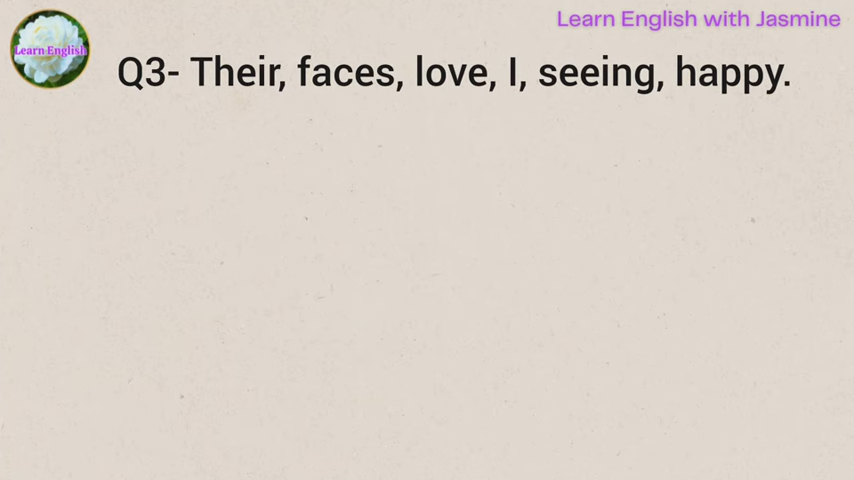 Learn English with Jasmine
Learn English
Q3- Their, faces, love, I, seeing, happy.